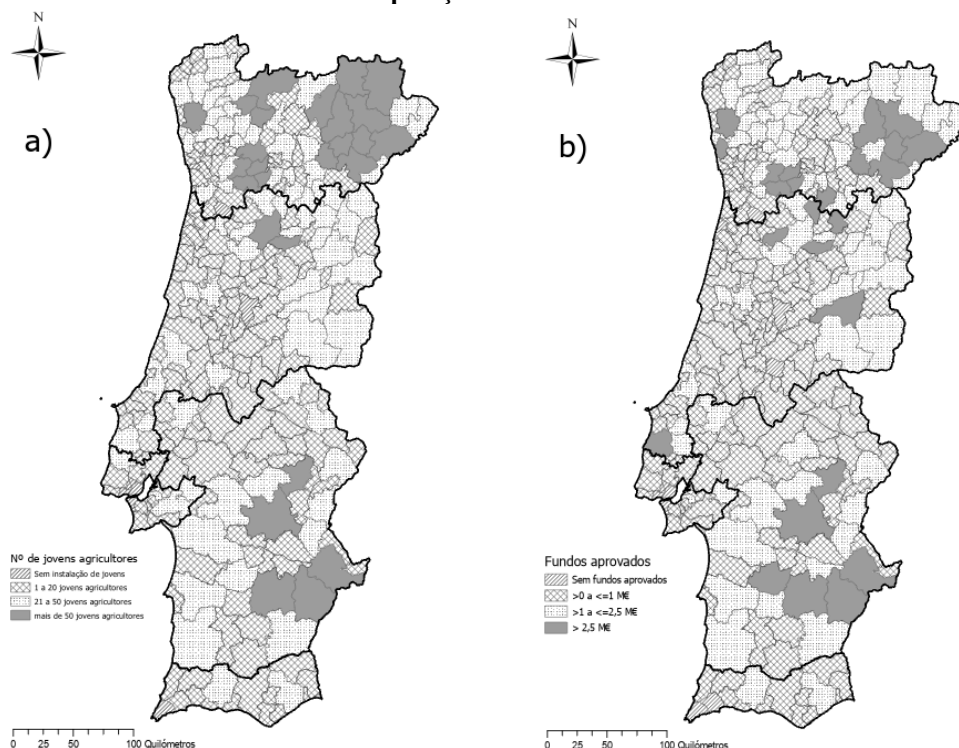 N
N
a)
b)
Nº de jovens agricultores
Sem instalação de jovens
1 a 20 jovens agricultores
21 a 50 jovens agricultores
mais de 50 jovens agricultores
Fundos aprovados
Sem fundos aprovados
>0 a <=1 M€
>1 a <=2,5 M€
> 2,5 M€
0 25 50 100 Quilómetros
0 25 50 100 Quilómetros